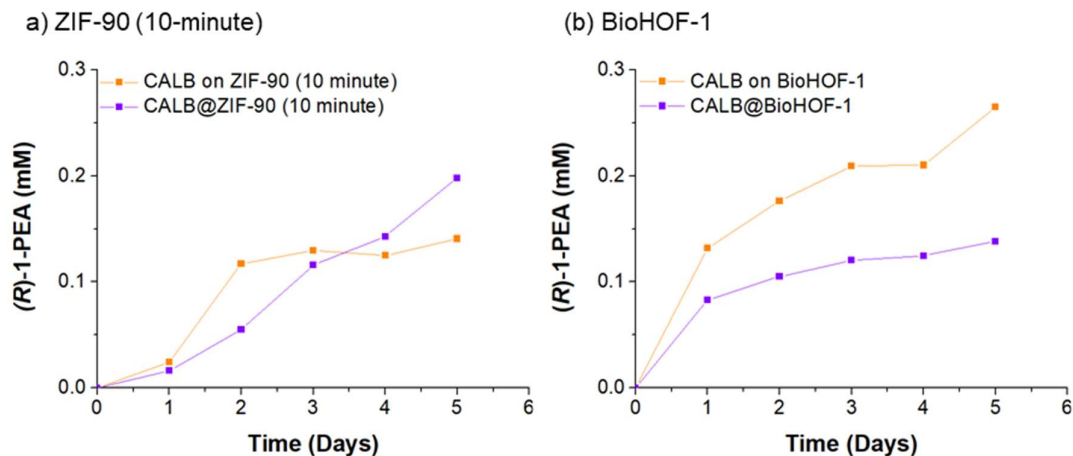 a) ZIF-90 (10-minute)
0.3
CALB on ZIF-90 (10 minute)
CALB@ZIF-90 (10 minute)
0.2
0.1
0.0
(R)-1-PEA (mM)
0 1 2 3 4 5 6
Time (Days)
(b) BioHOF-1
0.3
CALB on BioHOF-1
CALB@BioHOF-1
0.2
0.1
0.0
(R)-1-PEA (mM)
0 1 2 3 4 5 6
Time (Days)